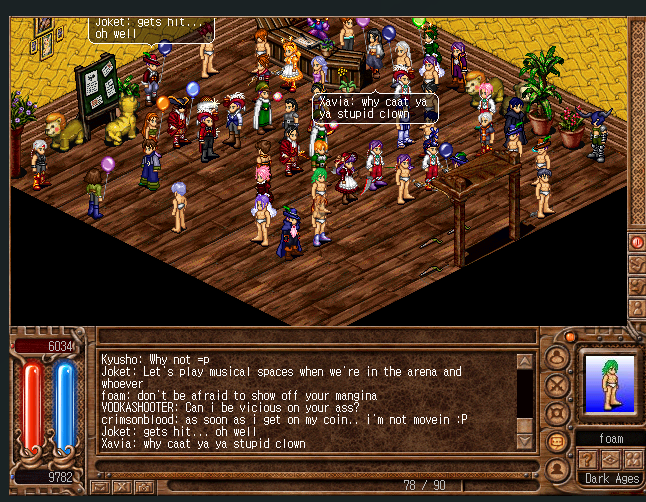 Joket: gets hit...
oh well
Xavia: why caat ya
ya stupid clown
6034
Kyusho: Why not =p
Joket: Let's play musical spaces when we're in the arena and
whoever
foam: don't be afraid to show off your mangina
VODKASHOOTER: Can i be vicious on your ass?
crimsonblood: as soon as i get on my coin.. i'm not movein :P
Joket: gets hit... oh well
Xavia: why caat ya ya stupid clown
foam
9782
78 / 90
Dark Ages